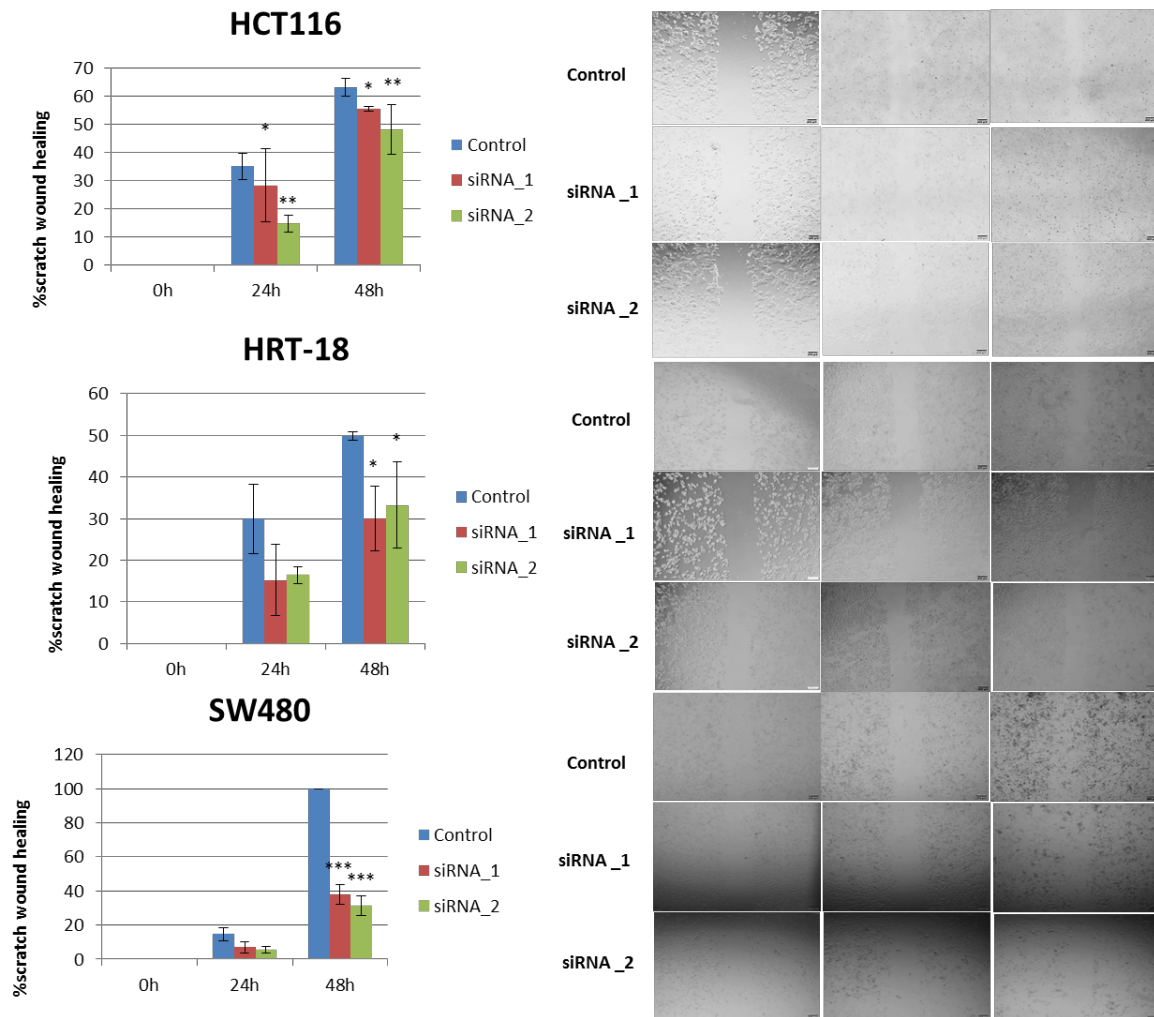 HCT116
%scratch wound healing
70
60
50
40
30
20
10
0
0h
24h
48h
*
**
*
**
Control
siRNA_1
siRNA_2
Control
siRNA _1
siRNA _2
HRT-18
60
50
40
30
20
10
0
0h
24h
48h
*
*
Control
siRNA_1
siRNA_2
Control
siRNA _1
siRNA _2
SW480
%scratch wound healing
120
100
80
60
40
20
0
0h
24h
48h
***
***
Control
siRNA_1
siRNA_2
Control
siRNA _1
siRNA _2